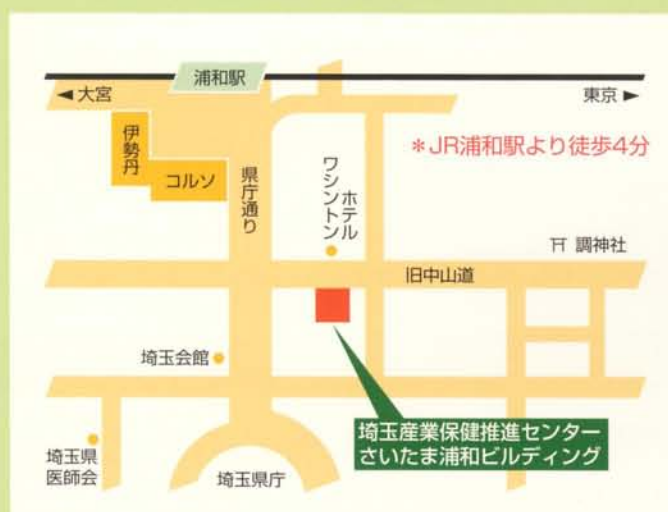 浦和駅
◀ 大宮
東京 ▶
伊勢丹
コルソ
県庁通り
ホテル
ワシントン
*JR浦和駅より徒歩4分
調神社
旧中山道
埼玉会館
埼玉産業保健推進センター
さいたま浦和ビルディング
埼玉県
医師会
埼玉県庁